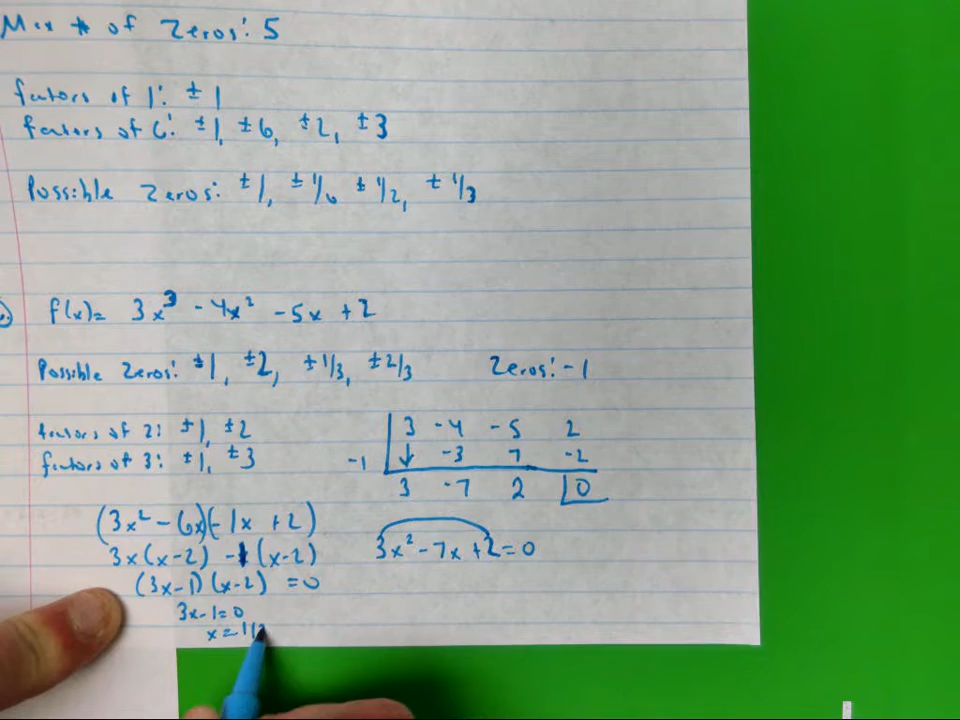 Max # of Zeros: 5
factors of 1: ± 1
factors of 6: ±1, ±6, ±2, ±3
Possible Zeros: ±1, ±1/6 ±1/2, ±1/3
f(x)= 3x³ -4x² -5x +2
Possible Zeros: ±1, ±2, ±1/3, ±2/3
Zeros: -1
factors of 2: ±1, ±2
factors of 3: ±1, ±3
3 -4 -5 2
-1 ↓ -3 7 -2
3 -7 2 0
(3x² - 6x)(-1x +2)
3x(x-2) -1(x-2)
3x² -7x +2 =0
(3x-1)(x-2) =0
3x-1=0
x=1/3